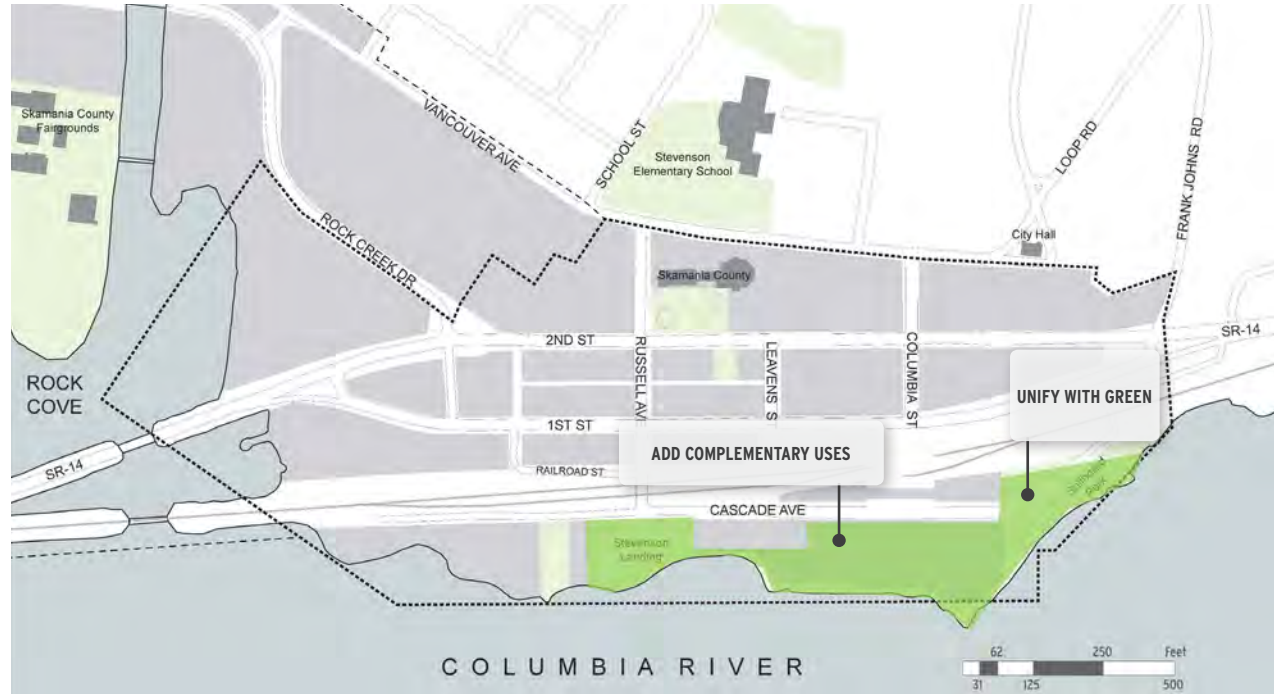 Skamania County
Fairgrounds
VANCOUVER AVE
SCHOOL ST
Stevenson
Elementary School
LOOP RD
FRANK JOHNS RD
City Hall
ROCK CREEK DR
Skamania County
2ND ST
RUSSELL AVE
LEAVENS S
COLUMBIA ST
SR-14
ROCK
COVE
UNIFY WITH GREEN
1ST ST
ADD COMPLEMENTARY USES
SR-14
RAILROAD ST
CASCADE AVE
Stevenson
Landing
Park
COLUMBIA RIVER
62 250 Feet
31 125 500